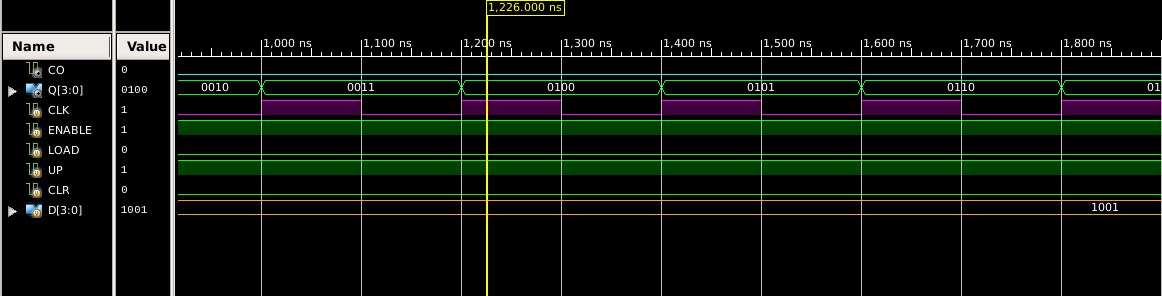 1,226.000 ns
Name Value
1,000 ns 1,100 ns 1,200 ns 1,300 ns 1,400 ns 1,500 ns 1,600 ns 1,700 ns 1,800 ns
CO 0
Q[3:0] 0100 0010 0011 0100 0101 0110 01
CLK 1
ENABLE 1
LOAD 0
UP 1
CLR 0
D[3:0] 1001 1001